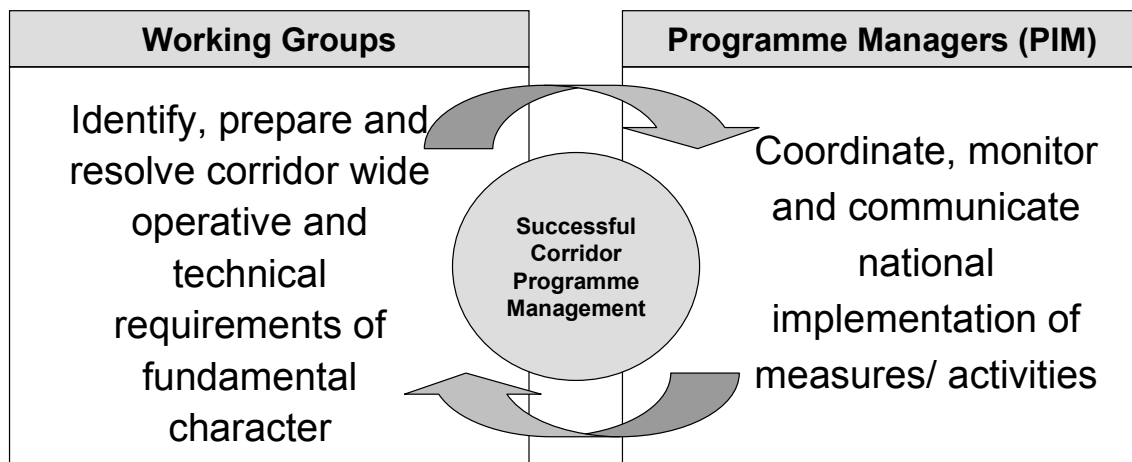 Working Groups
Identify, prepare and
resolve corridor wide
operative and
technical
requirements of
fundamental
character
Successful
Corridor
Programme
Management
Programme Managers (PIM)
Coordinate, monitor
and communicate
national
implementation of
measures/ activities